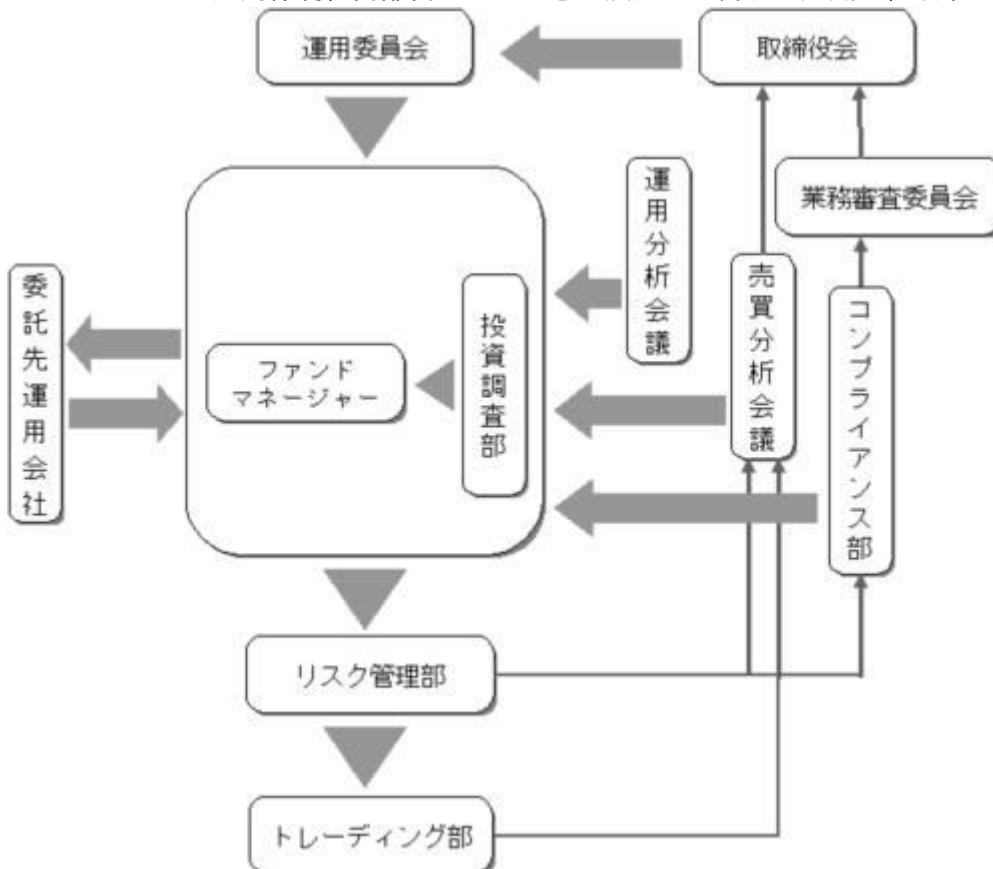 運用委員会
取締役会
運用分析会議
業務審査委員会
委託先運用会社
ファンド
マネージャー
投資調査部
売買分析会議
コンプライアンス部
リスク管理部
トレーディング部